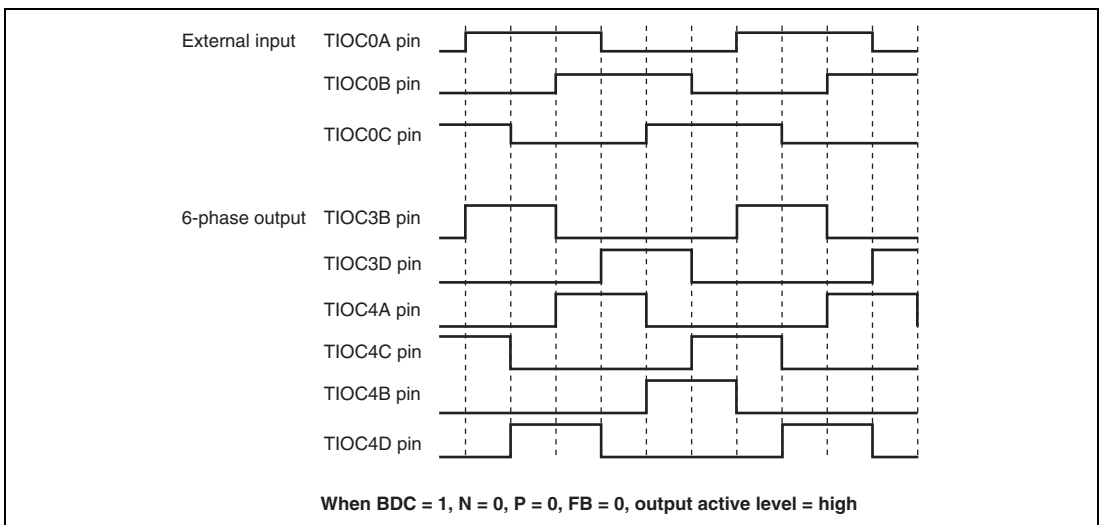 External input TIOC0A pin
TIOC0B pin
TIOC0C pin
6-phase output TIOC3B pin
TIOC3D pin
TIOC4A pin
TIOC4C pin
TIOC4B pin
TIOC4D pin
When BDC = 1, N = 0, P = 0, FB = 0, output active level = high